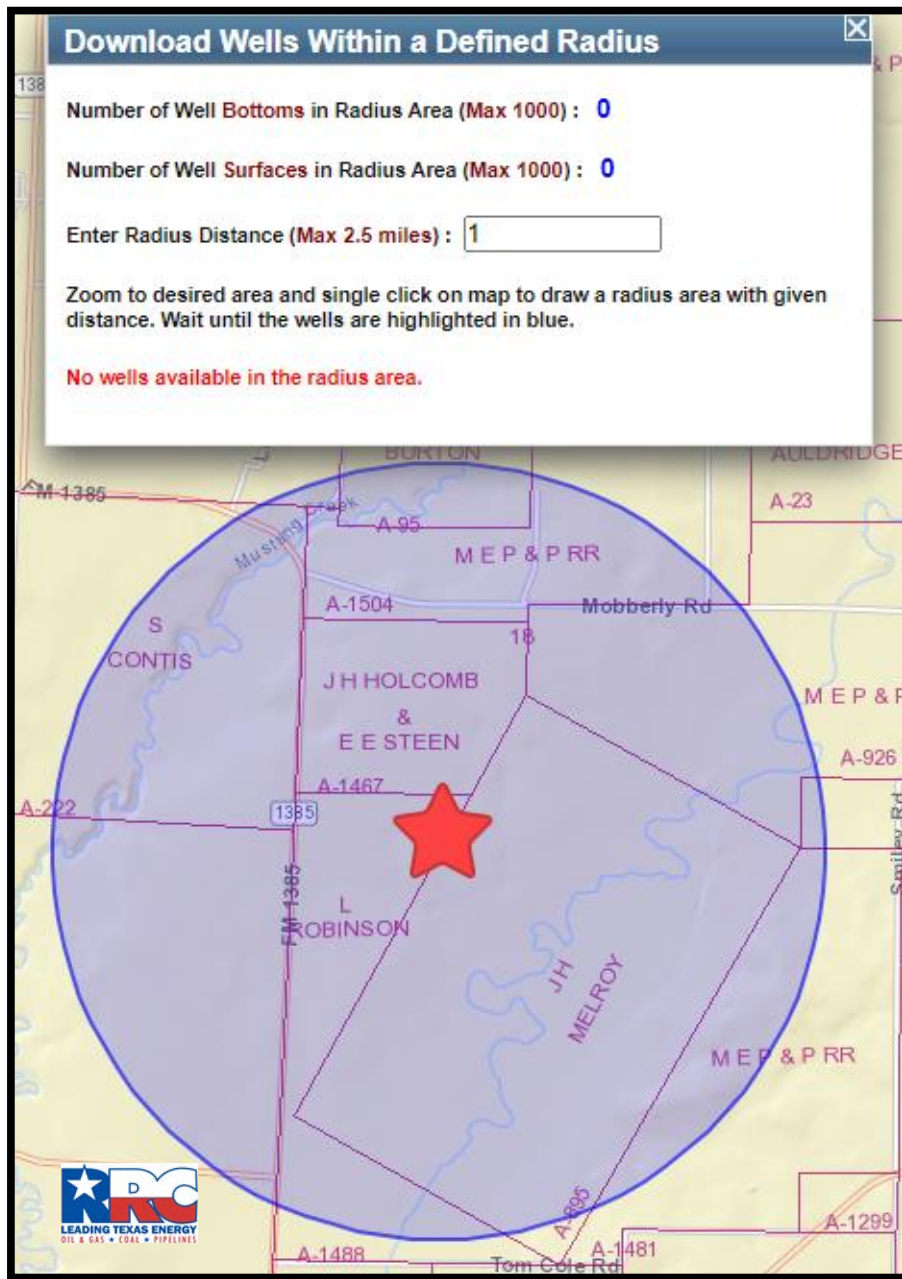 Download Wells Within a Defined Radius
Number of Well Bottoms in Radius Area (Max 1000) : 0
Number of Well Surfaces in Radius Area (Max 1000) : 0
Enter Radius Distance (Max 2.5 miles) : 1
Zoom to desired area and single click on map to draw a radius area with given
distance. Wait until the wells are highlighted in blue.
No wells available in the radius area.
138
& P
BURTON
AULDRIDGE
FM 1385
A-23
Mustang Creek
A-95
M E P & P RR
A-1504
Mobberly Rd
S
CONTIS
18
J H HOLCOMB
&
E E STEEN
M E P & P
A-926
A-1467
A-222
1385
Smiley Rd
FM 1385
L
ROBINSON
J H
MELROY
M E P & P RR
RRC
LEADING TEXAS ENERGY
OIL & GAS ★ COAL ★ PIPELINES
A-895
A-1299
A-1488
A-1481
Tom Cole Rd